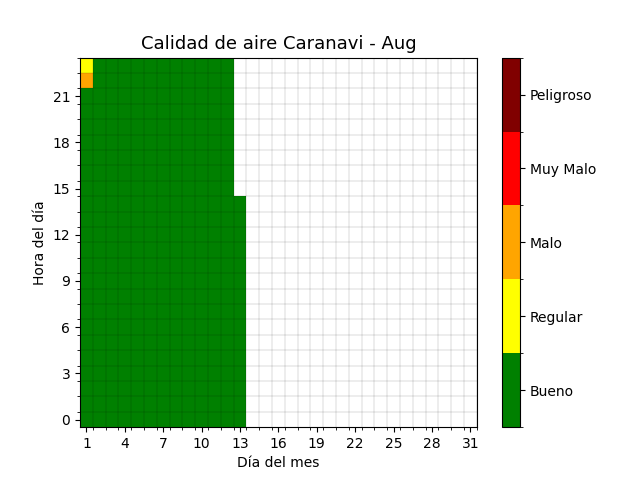 Calidad de aire Caranavi - Aug
Hora del día
21
18
15
12
9
6
3
0
1 4 7 10 13 16 19 22 25 28 31
Día del mes
Peligroso
Muy Malo
Malo
Regular
Bueno